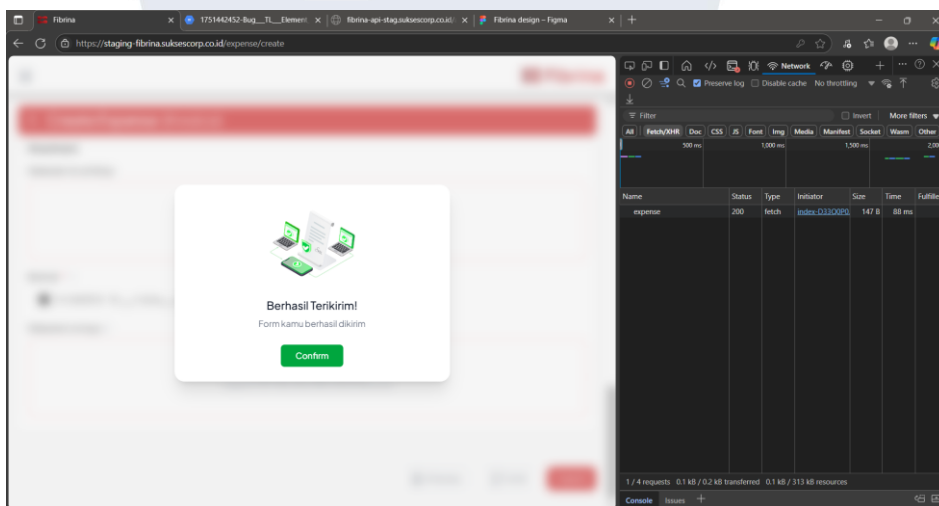 Fibrina
1751442452-Bug__TL__Element
fibrina-api-stag.suksescorp.co.id/
Fibrina design – Figma
https://staging-fibrina.suksescorp.co.id/expense/create
Network
Preserve log
Disable cache
No throttling
Filter
Invert
More filters
All
Fetch/XHR
Doc
CSS
JS
Font
Img
Media
Manifest
Socket
Wasm
Other
500 ms
1,000 ms
1,500 ms
Name
Status
Type
Initiator
Size
Time
expense
200
fetch
147 B
88 ms
Berhasil Terikirim!
Form kamu berhasil dikirim
Confirm
1 / 4 requests
0.1 kB / 0.2 kB transferred
0.1 kB / 313 kB resources
Console
Issues